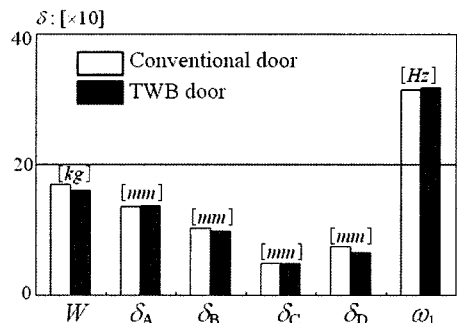 δ : [×10]
40
Conventional door
TWB door
[Hz]
20
[kg]
[mm]
[mm]
[mm]
[mm]
0
W δA δB δC δD ω1